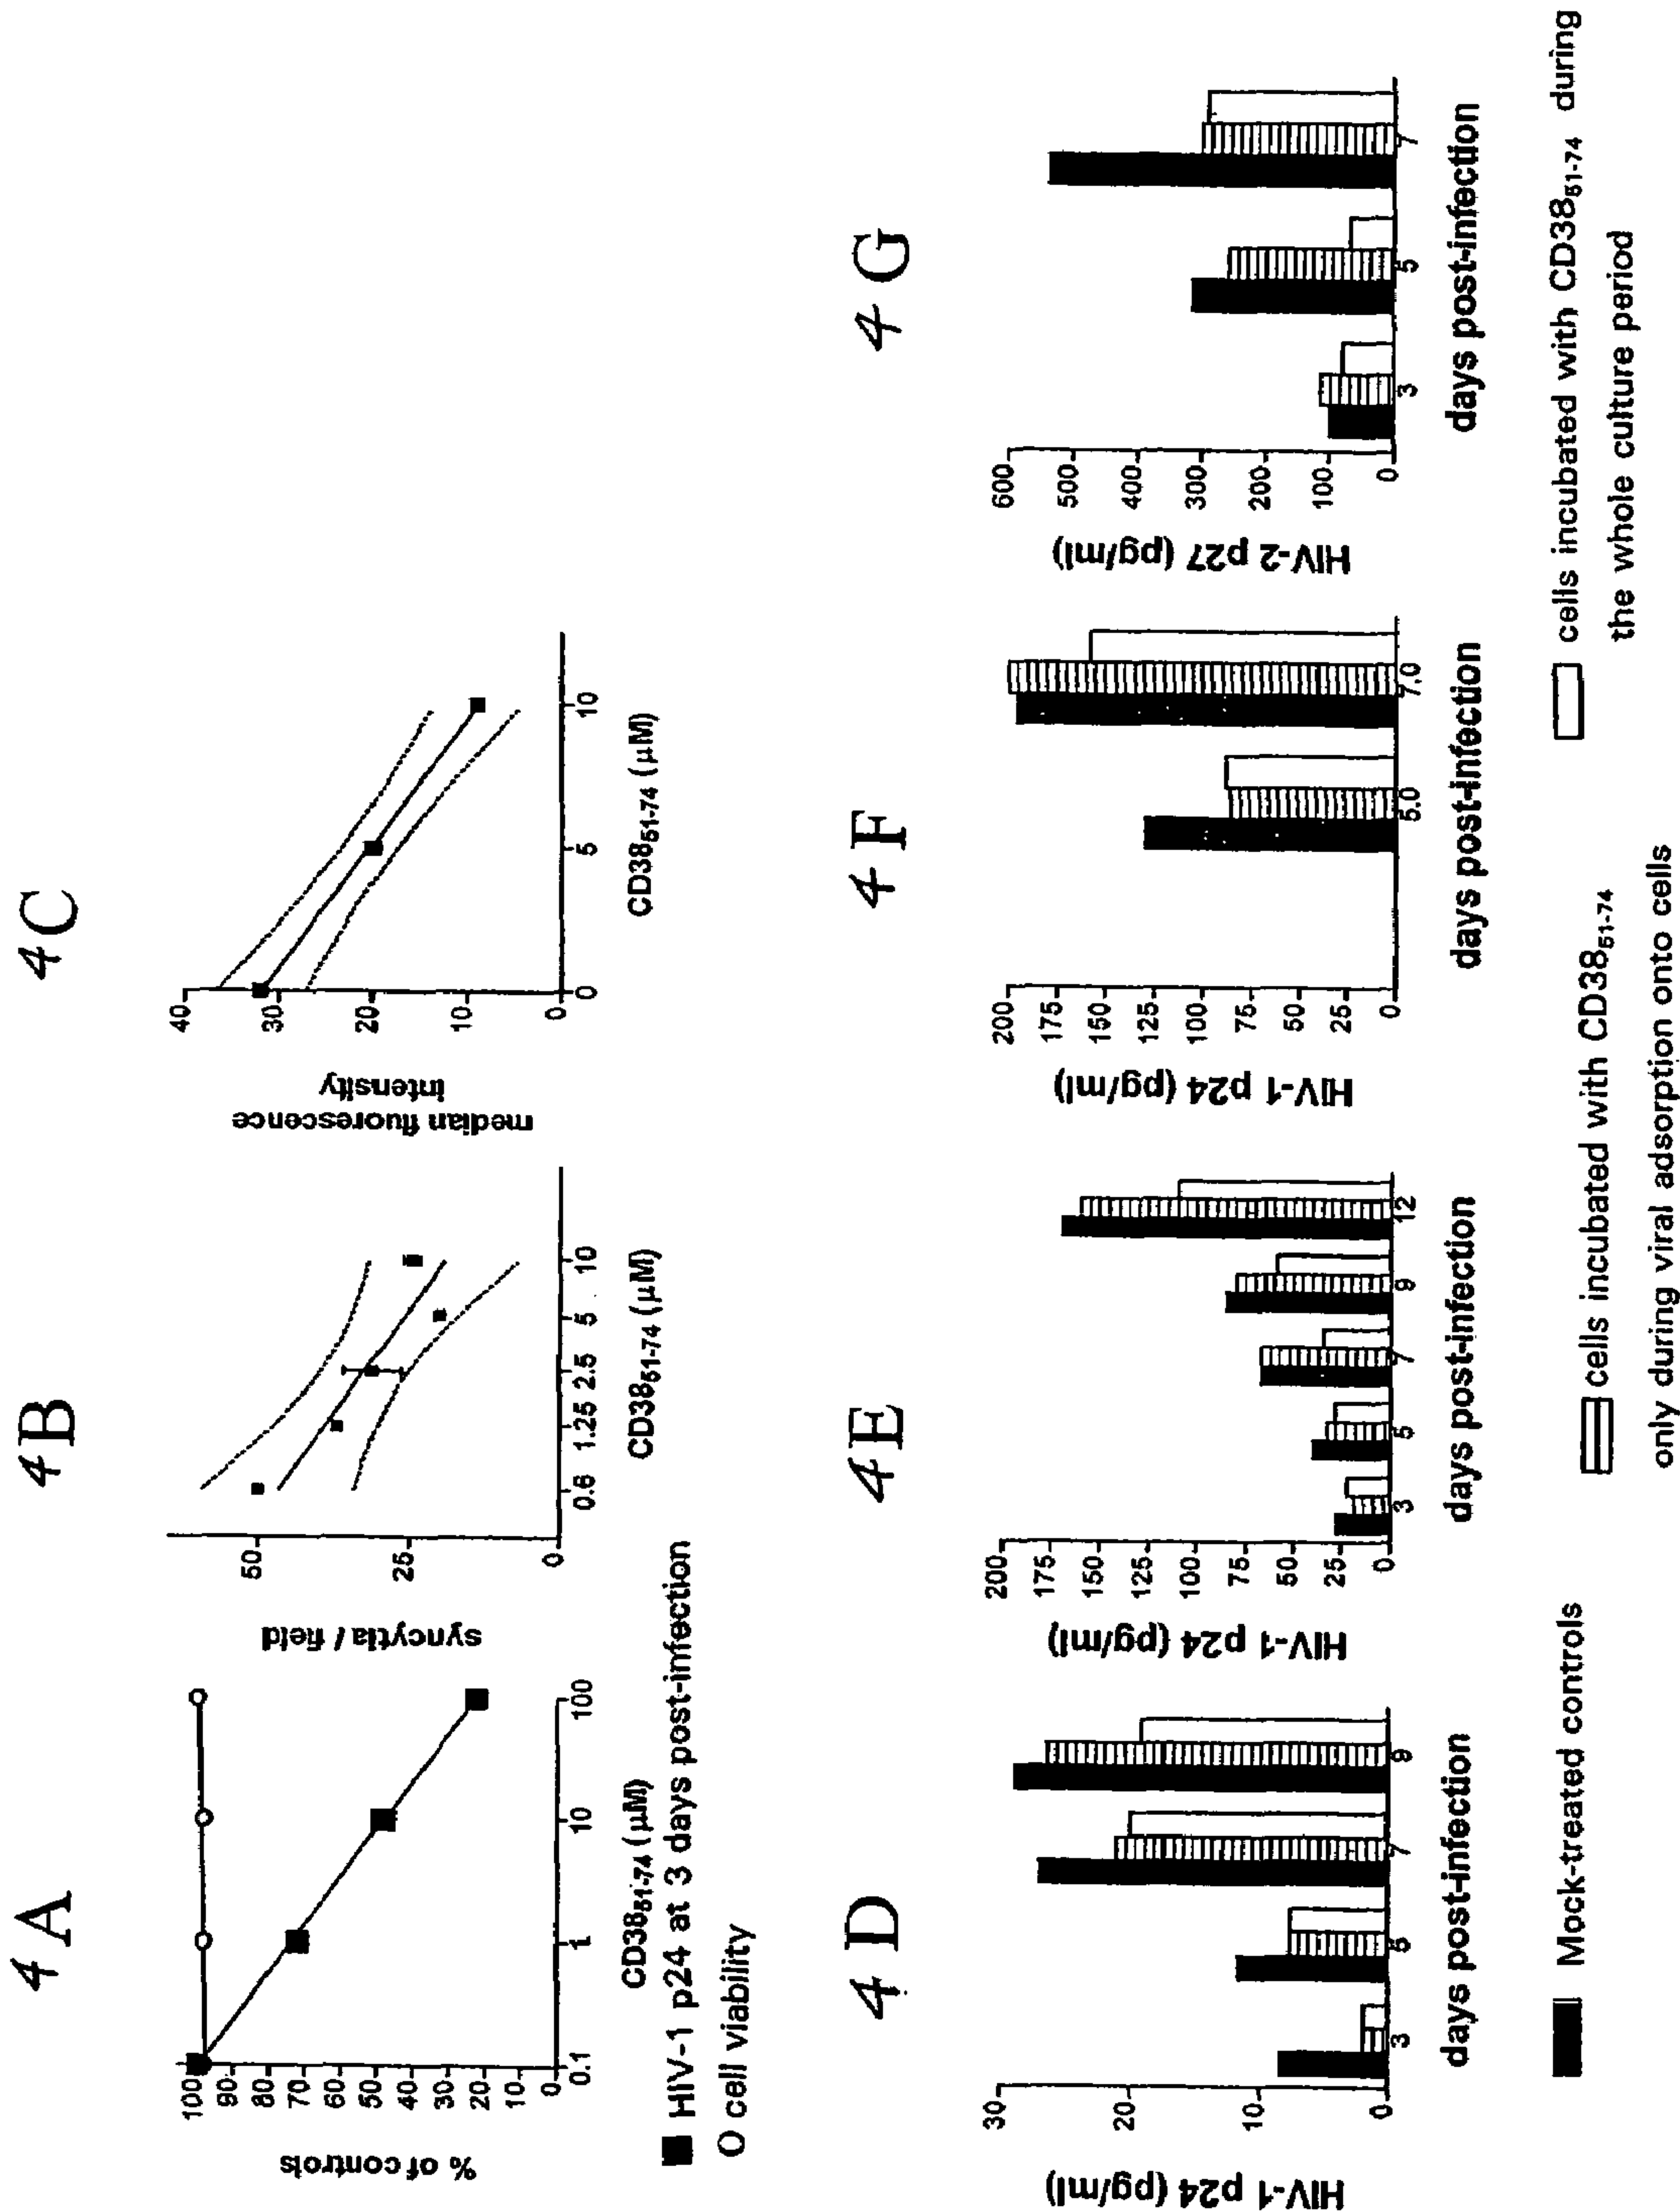 4A
% of controls
100
90
80
70
60
50
40
30
20
10
0
0.1
1
10
100
CD38₅₁₋₇₄ (μM)
■ HIV-1 p24 at 3 days post-infection
O cell viability
4B
syncytia / field
50
25
0
0.6
1.25
2.5
5
10
CD38₅₁₋₇₄ (μM)
4C
median fluorescence
intensity
40
30
20
10
0
0
5
10
CD38₅₁₋₇₄ (μM)
4D
HIV-1 p24 (pg/ml)
30
20
10
0
3
5
7
9
days post-infection
4E
HIV-1 p24 (pg/ml)
200
175
150
125
100
75
50
25
0
3
5
7
9
12
days post-infection
4F
HIV-1 p24 (pg/ml)
200
175
150
125
100
75
50
25
0
5.0
7.0
days post-infection
4G
HIV-2 p27 (pg/ml)
600
500
400
300
200
100
0
3
5
7
days post-infection
Mock-treated controls
cells incubated with CD38₅₁₋₇₄
only during viral adsorption onto cells
cells incubated with CD38₅₁₋₇₄ during
the whole culture period